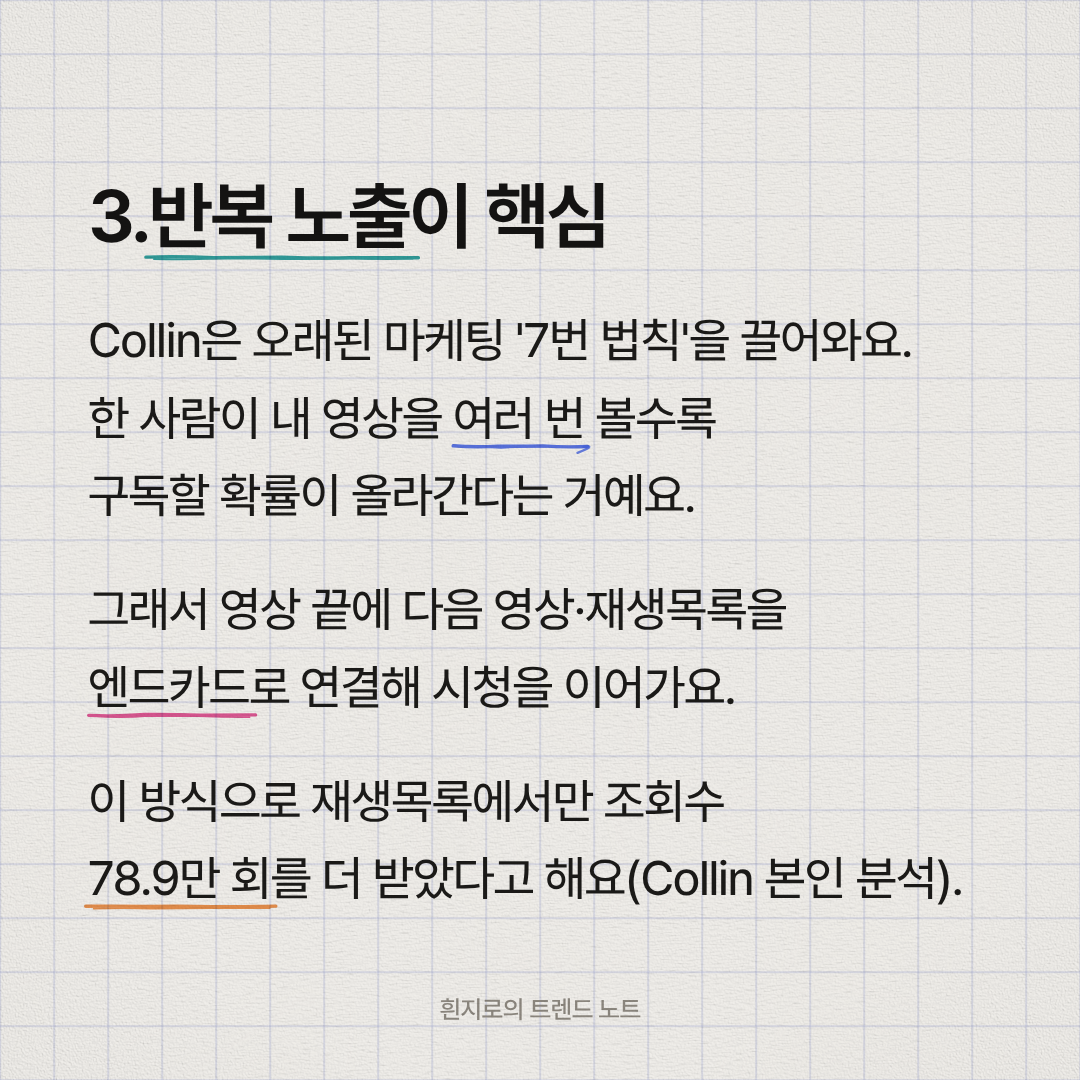 3.반복 노출이 핵심
Collin은 오래된 마케팅 '7번 법칙'을 끌어와요.
한 사람이 내 영상을 여러 번 볼수록
구독할 확률이 올라간다는 거예요.
그래서 영상 끝에 다음 영상·재생목록을
엔드카드로 연결해 시청을 이어가요.
이 방식으로 재생목록에서만 조회수
78.9만 회를 더 받았다고 해요(Collin 본인 분석).
흰지로의 트렌드 노트